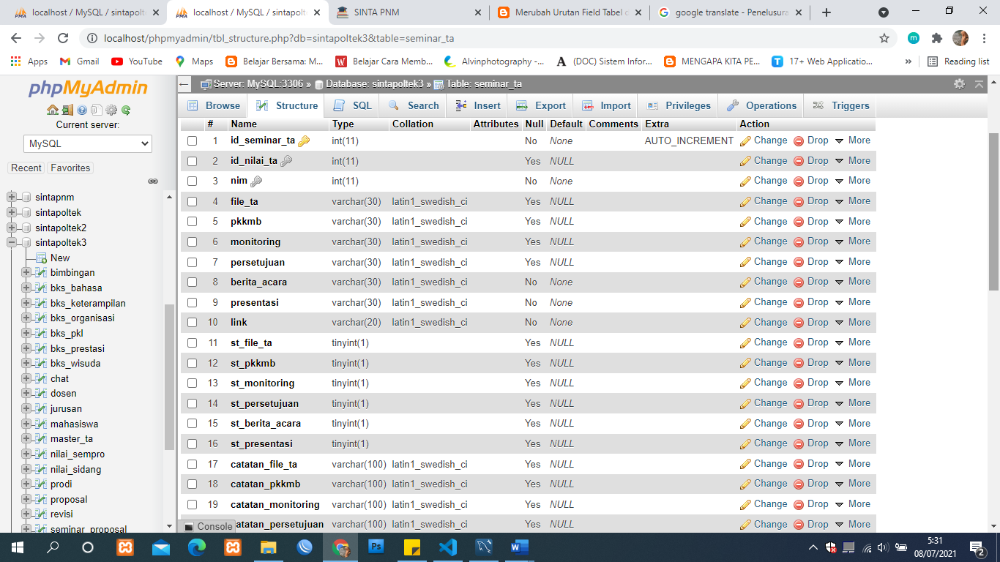 localhost / MySQL / sintapolt
localhost / MySQL / sintapolt
SINTA PNM
Merubah Urutan Field Tabel d
google translate - Penelusura
localhost/phpmyadmin/tbl_structure.php?db=sintapoltek3&table=seminar_ta
Apps Gmail YouTube Maps Belajar Bersama: M... Belajar Cara Memb... Alvinphotography -... (DOC) Sistem Infor... MENGAPA KITA PE... 17+ Web Applicatio... » Reading list
phpMyAdmin
Current server:
MySQL
Recent Favorites
sintapnm
sintapoltek
sintapoltek2
sintapoltek3
New
bimbingan
bks_bahasa
bks_keterampilan
bks_organisasi
bks_pkl
bks_prestasi
bks_wisuda
chat
dosen
jurusan
mahasiswa
master_ta
nilai_sempro
nilai_sidang
prodi
proposal
revisi
seminar_proposal
Server: MySQL:3306 » Database: sintapoltek3 » Table: seminar_ta
Browse Structure SQL Search Insert Export Import Privileges Operations Triggers
# Name Type Collation Attributes Null Default Comments Extra Action
1 id_seminar_ta int(11) No None AUTO_INCREMENT Change Drop More
2 id_nilai_ta int(11) Yes NULL Change Drop More
3 nim int(11) No None Change Drop More
4 file_ta varchar(30) latin1_swedish_ci Yes NULL Change Drop More
5 pkkmb varchar(30) latin1_swedish_ci Yes NULL Change Drop More
6 monitoring varchar(30) latin1_swedish_ci Yes NULL Change Drop More
7 persetujuan varchar(30) latin1_swedish_ci Yes NULL Change Drop More
8 berita_acara varchar(30) latin1_swedish_ci No None Change Drop More
9 presentasi varchar(30) latin1_swedish_ci No None Change Drop More
10 link varchar(20) latin1_swedish_ci No None Change Drop More
11 st_file_ta tinyint(1) Yes NULL Change Drop More
12 st_pkkmb tinyint(1) Yes NULL Change Drop More
13 st_monitoring tinyint(1) Yes NULL Change Drop More
14 st_persetujuan tinyint(1) Yes NULL Change Drop More
15 st_berita_acara tinyint(1) Yes NULL Change Drop More
16 st_presentasi tinyint(1) Yes NULL Change Drop More
17 catatan_file_ta varchar(100) latin1_swedish_ci Yes NULL Change Drop More
18 catatan_pkkmb varchar(100) latin1_swedish_ci Yes NULL Change Drop More
19 catatan_monitoring varchar(100) latin1_swedish_ci Yes NULL Change Drop More
atatan_persetujuan varchar(100) latin1_swedish_ci Yes NULL Change Drop More
Console
5:31
08/07/2021
2